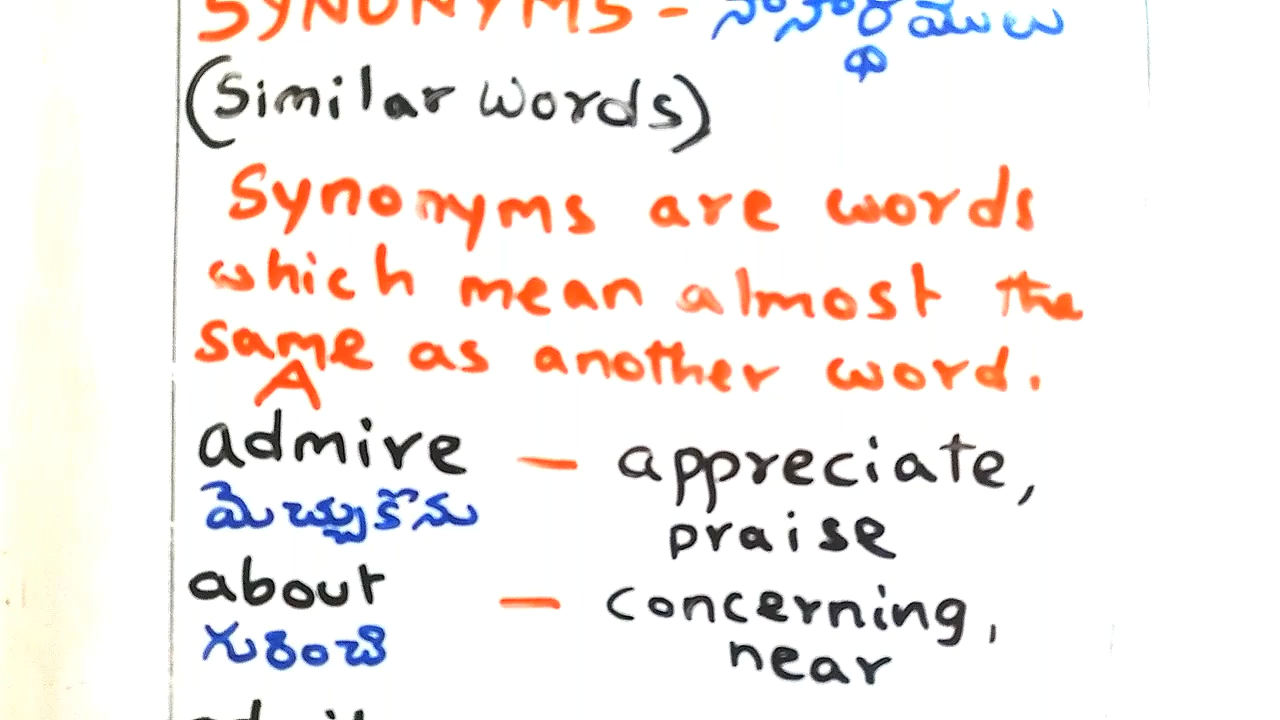 SYNONYMS - సాసార్థములు
(Similar words)
Synonyms are words
which mean almost the
same as another word.
A
admire — appreciate,
మెచ్చుకొను praise
about — concerning,
గురించి near